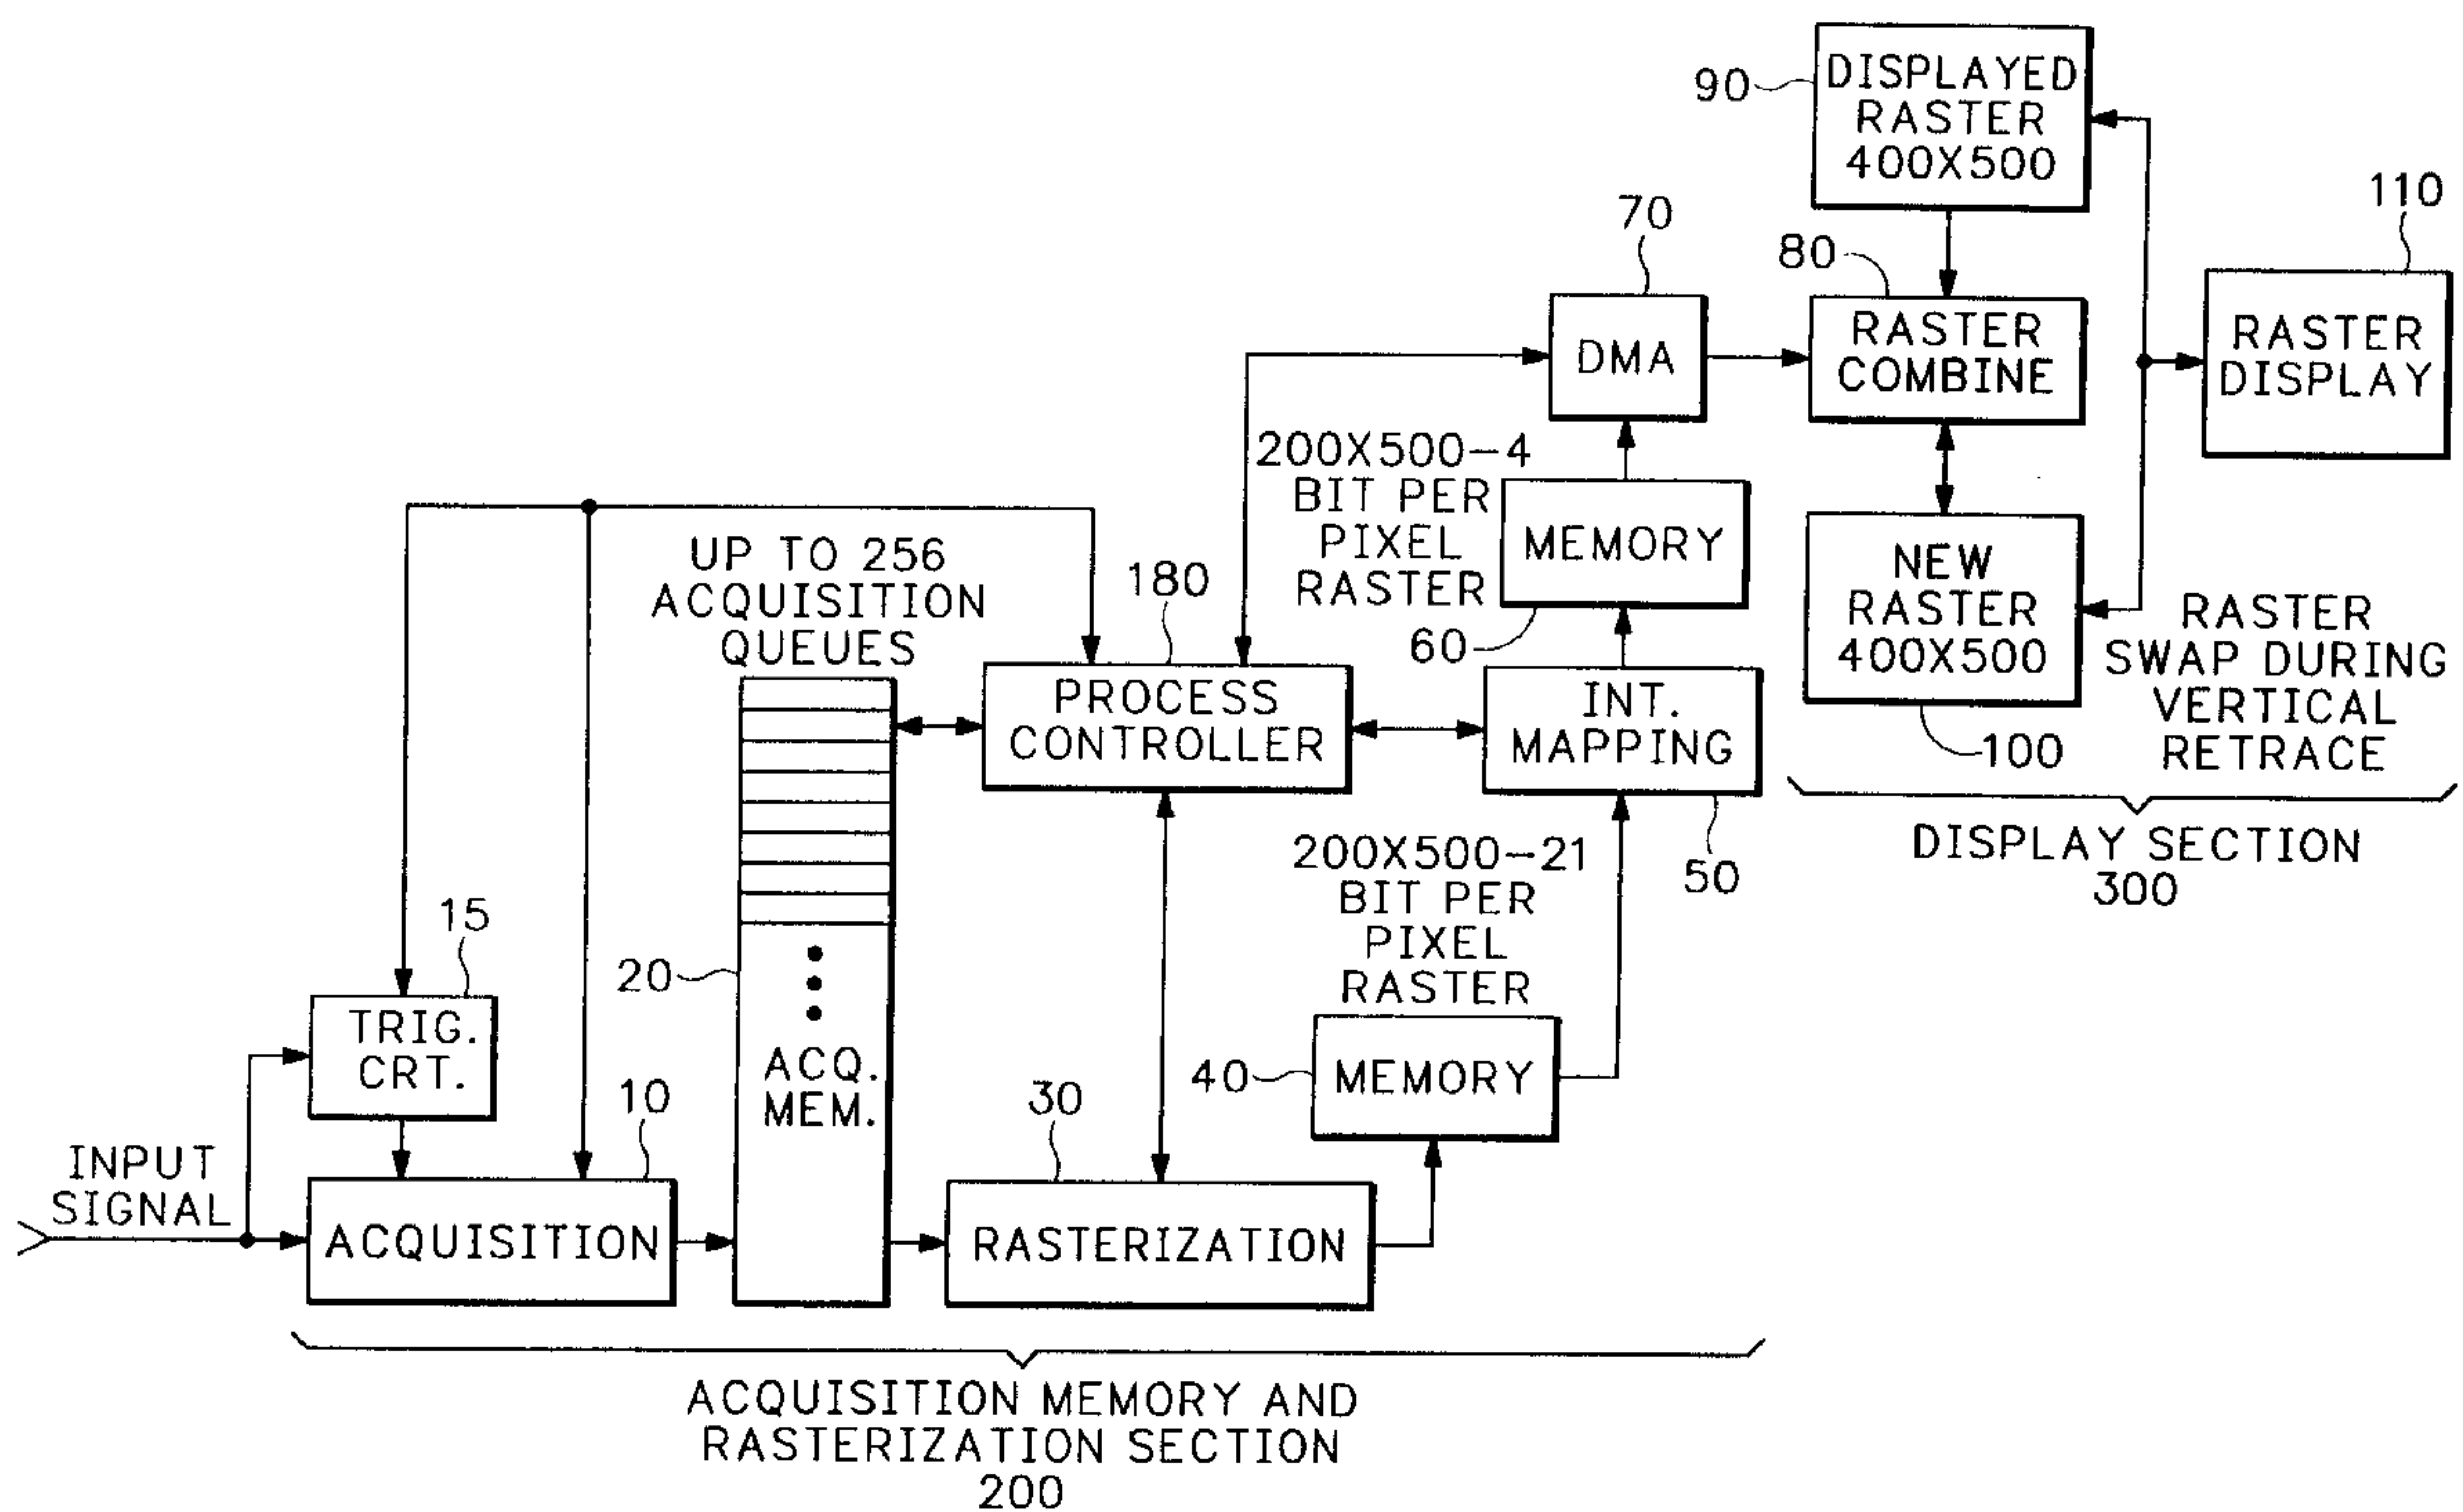 90
DISPLAYED
RASTER
400X500
110
70
80
DMA
RASTER
COMBINE
RASTER
DISPLAY
200X500-4
BIT PER
PIXEL
RASTER
MEMORY
60
NEW
RASTER
400X500
100
RASTER
SWAP DURING
VERTICAL
RETRACE
UP TO 256
ACQUISITION
QUEUES
180
PROCESS
CONTROLLER
INT.
MAPPING
50
DISPLAY SECTION
300
200X500-21
BIT PER
PIXEL
RASTER
15
20
TRIG.
CRT.
ACQ.
MEM.
40
MEMORY
10
30
INPUT
SIGNAL
ACQUISITION
RASTERIZATION
ACQUISITION MEMORY AND
RASTERIZATION SECTION
200